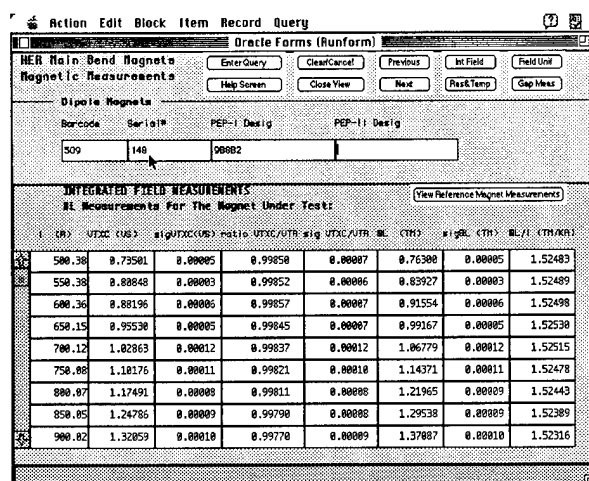 Action Edit Block Item Record Query
Oracle Forms (Runform)
HER Main Bend Magnets
Magnetic Measurements
Enter Query Clear/Cancel Previous Int Field Field Unif
Help Screen Close View Next Res&Temp Gap Meas
Dipole Magnets
Barcode Serial# PEP-I Desig PEP-II Desig
509 148 9B8B2
INTEGRATED FIELD MEASUREMENTS
View Reference Magnet Measurements
BL Measurements For The Magnet Under Test:
I (A) UTXC (VS) sigUTXC(VS) ratio UTXC/UTR sig UTXC/UTR BL (TM) sigBL (TM) BL/I (TM/KA)
500.38 0.73501 0.00005 0.99850 0.00007 0.76300 0.00005 1.52483
550.38 0.80848 0.00003 0.99852 0.00006 0.83927 0.00003 1.52489
600.36 0.88196 0.00006 0.99857 0.00007 0.91554 0.00006 1.52498
650.15 0.95530 0.00005 0.99845 0.00007 0.99167 0.00005 1.52530
700.12 1.02863 0.00012 0.99837 0.00012 1.06779 0.00012 1.52515
750.08 1.10176 0.00011 0.99821 0.00010 1.14371 0.00011 1.52478
800.07 1.17491 0.00008 0.99811 0.00008 1.21965 0.00009 1.52443
850.05 1.24786 0.00009 0.99790 0.00008 1.29538 0.00009 1.52389
900.02 1.32059 0.00010 0.99770 0.00009 1.37087 0.00010 1.52316